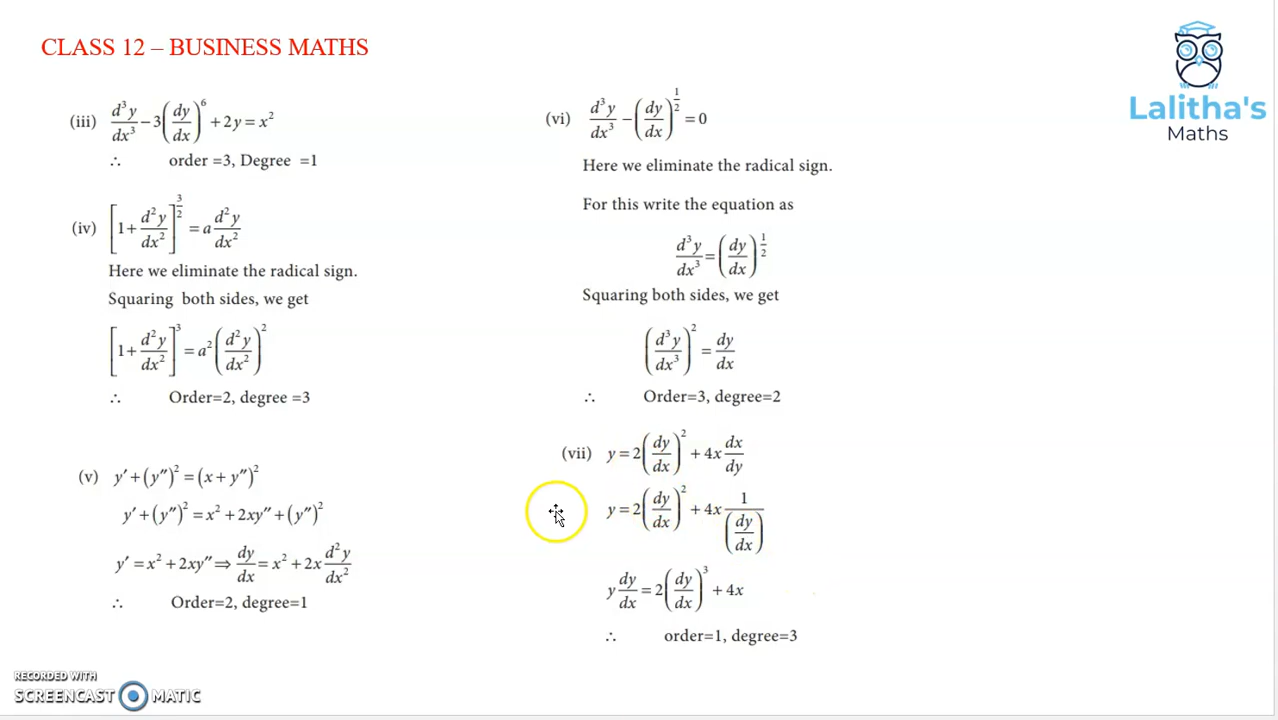 CLASS 12 – BUSINESS MATHS
Lalitha's
Maths
(iii) d³y/dx³ − 3(dy/dx)⁶ + 2y = x²
∴ order =3, Degree =1
(iv) [1 + d²y/dx²]^(3/2) = a d²y/dx²
Here we eliminate the radical sign.
Squaring both sides, we get
[1 + d²y/dx²]³ = a² (d²y/dx²)²
∴ Order=2, degree =3
(v) y′ + (y″)² = (x + y″)²
y′ + (y″)² = x² + 2xy″ + (y″)²
y′ = x² + 2xy″ ⇒ dy/dx = x² + 2x d²y/dx²
∴ Order=2, degree=1
(vi) d³y/dx³ − (dy/dx)^(1/2) = 0
Here we eliminate the radical sign.
For this write the equation as
d³y/dx³ = (dy/dx)^(1/2)
Squaring both sides, we get
(d³y/dx³)² = dy/dx
∴ Order=3, degree=2
(vii) y = 2(dy/dx)² + 4x dx/dy
y = 2(dy/dx)² + 4x 1/(dy/dx)
y dy/dx = 2(dy/dx)³ + 4x
∴ order=1, degree=3
RECORDED WITH
SCREENCAST MATIC